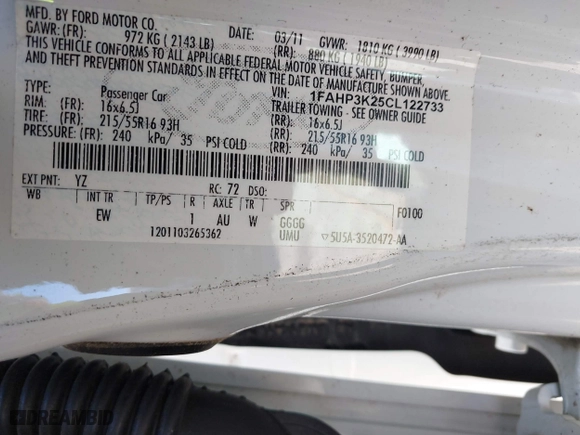 MFD. BY FORD MOTOR CO.
03/11 GVWR: 1810 KG (3990 LB)
GAWR: (FR): 972 KG (2143 LB) (RR): 880 KG (1940 LB)
THIS VEHICLE CONFORMS TO ALL APPLICABLE FEDERAL MOTOR VEHICLE SAFETY, BUMPER,
AND THEFT PREVENTION STANDARDS IN EFFECT ON THE DATE OF MANUFACTURE SHOWN ABOVE.
VIN: 1FAHP3K25CL122733
TYPE: Passenger Car TRAILER TOWING - SEE OWNER GUIDE
RIM: (FR): 16x6.5J (RR): 16x6.5J
TIRE: (FR): 215/55R16 93H (RR): 215/55R16 93H
PRESSURE: (FR): 240 kPa/ 35 PSI COLD (RR): 240 kPa/ 35 PSI COLD
EXT PNT: YZ RC: 72 DSO:
WB INT TR TP/PS R AXLE TR SPR F0100
EW 1 AU W GGGG
1201103265362 UMU ▽5U5A-3520472-AA
DREAMBID